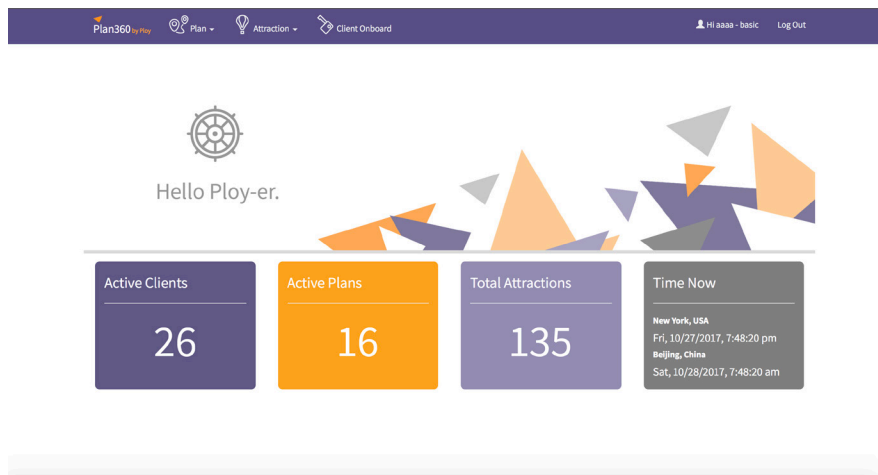 Plan360 by Ploy
Plan
Attraction
Client Onboard
Hi aaaa - basic
Log Out
Hello Ploy-er.
Active Clients
26
Active Plans
16
Total Attractions
135
Time Now
New York, USA
Fri, 10/27/2017, 7:48:20 pm
Beijing, China
Sat, 10/28/2017, 7:48:20 am